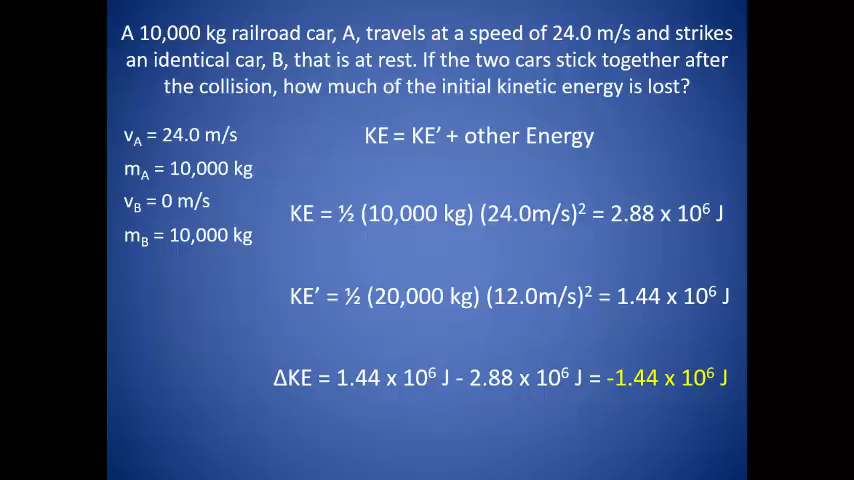 A 10,000 kg railroad car, A, travels at a speed of 24.0 m/s and strikes
an identical car, B, that is at rest. If the two cars stick together after
the collision, how much of the initial kinetic energy is lost?
v_A = 24.0 m/s
KE = KE’ + other Energy
m_A = 10,000 kg
v_B = 0 m/s
KE = ½ (10,000 kg) (24.0m/s)² = 2.88 x 10⁶ J
m_B = 10,000 kg
KE’ = ½ (20,000 kg) (12.0m/s)² = 1.44 x 10⁶ J
ΔKE = 1.44 x 10⁶ J - 2.88 x 10⁶ J = -1.44 x 10⁶ J